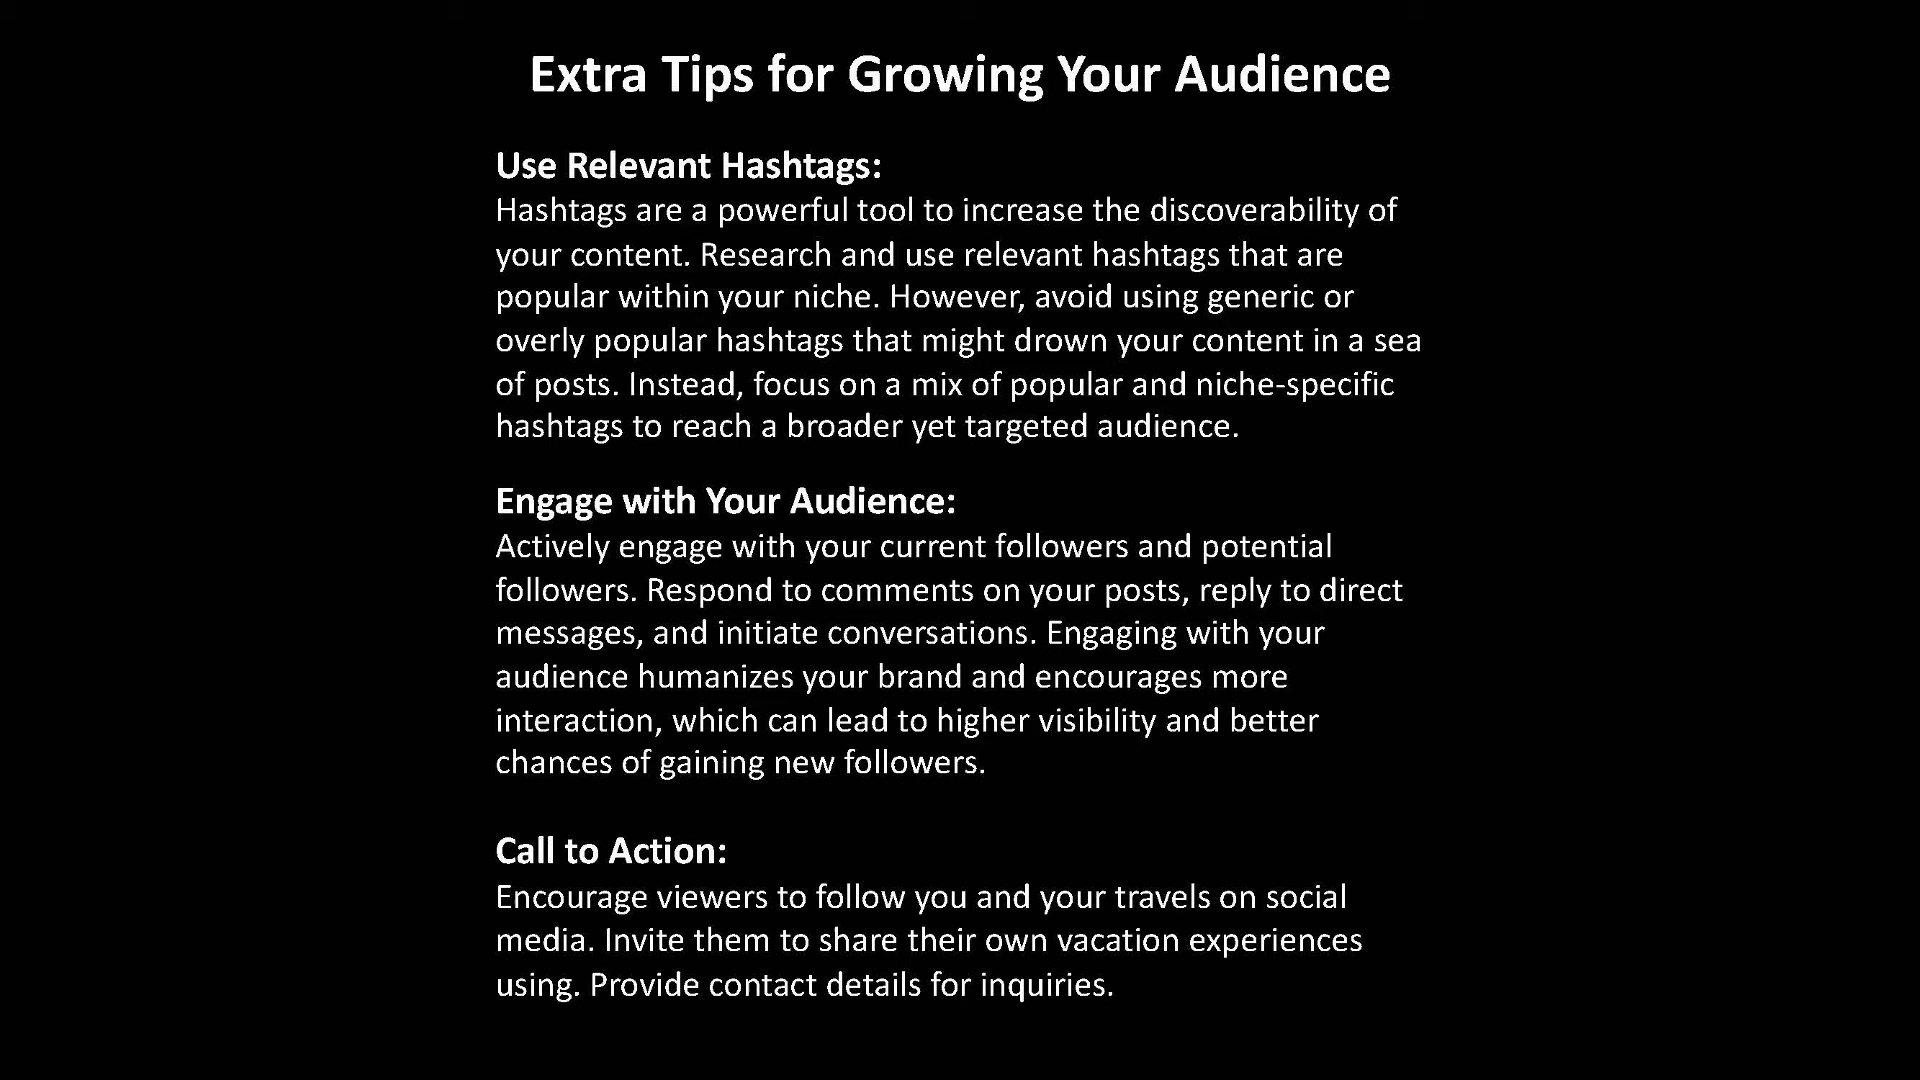 Extra Tips for Growing Your Audience
Use Relevant Hashtags:
Hashtags are a powerful tool to increase the discoverability of
your content. Research and use relevant hashtags that are
popular within your niche. However, avoid using generic or
overly popular hashtags that might drown your content in a sea
of posts. Instead, focus on a mix of popular and niche-specific
hashtags to reach a broader yet targeted audience.
Engage with Your Audience:
Actively engage with your current followers and potential
followers. Respond to comments on your posts, reply to direct
messages, and initiate conversations. Engaging with your
audience humanizes your brand and encourages more
interaction, which can lead to higher visibility and better
chances of gaining new followers.
Call to Action:
Encourage viewers to follow you and your travels on social
media. Invite them to share their own vacation experiences
using. Provide contact details for inquiries.